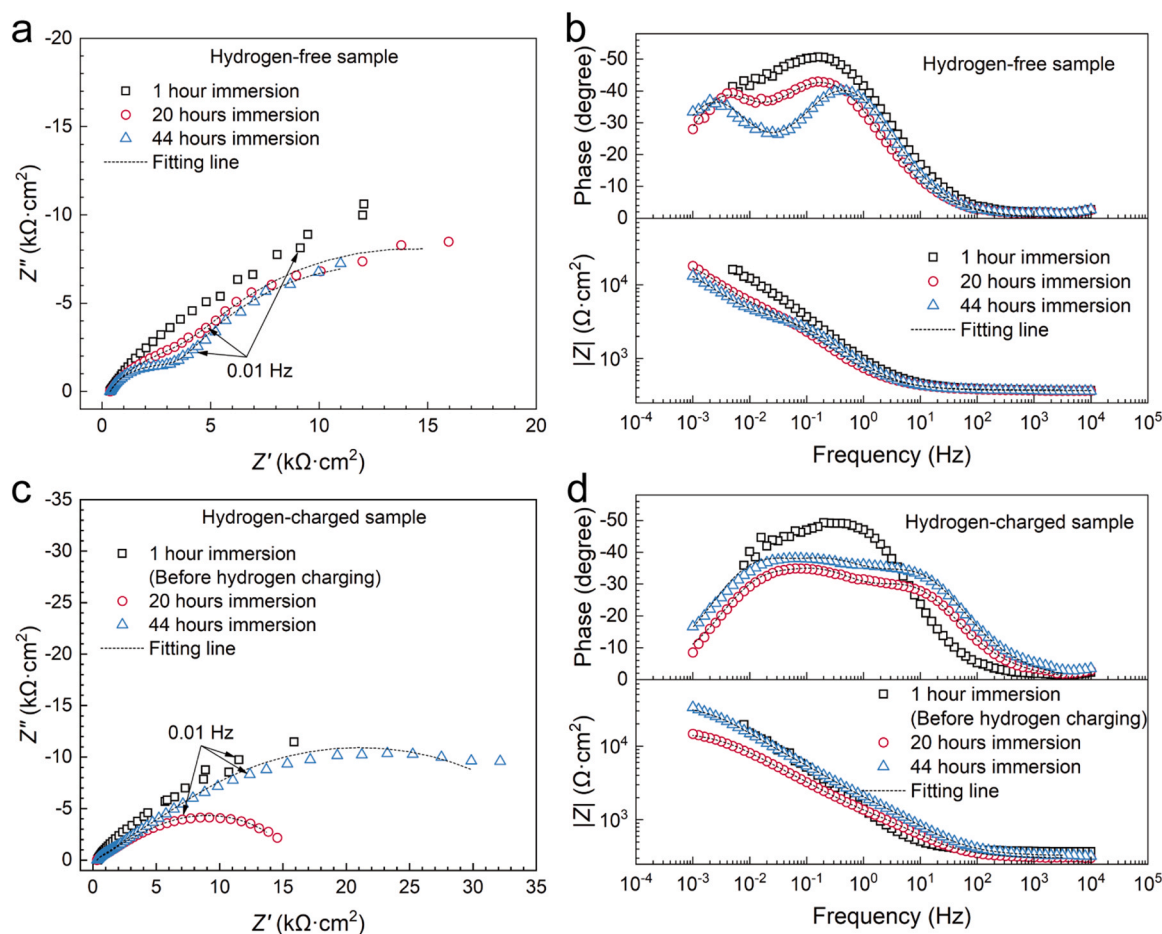 a
Hydrogen-free sample
1 hour immersion
20 hours immersion
44 hours immersion
Fitting line
0.01 Hz
-20
-15
-10
-5
0
Z″ (kΩ·cm²)
0 5 10 15 20
Z′ (kΩ·cm²)
b
Hydrogen-free sample
-50
-40
-30
-20
-10
0
Phase (degree)
1 hour immersion
20 hours immersion
44 hours immersion
Fitting line
10⁴
10³
|Z| (Ω·cm²)
10⁻⁴ 10⁻³ 10⁻² 10⁻¹ 10⁰ 10¹ 10² 10³ 10⁴ 10⁵
Frequency (Hz)
c
Hydrogen-charged sample
1 hour immersion
(Before hydrogen charging)
20 hours immersion
44 hours immersion
Fitting line
0.01 Hz
-35
-30
-25
-20
-15
-10
-5
0
Z″ (kΩ·cm²)
0 5 10 15 20 25 30 35
Z′ (kΩ·cm²)
d
Hydrogen-charged sample
-50
-40
-30
-20
-10
0
Phase (degree)
1 hour immersion
(Before hydrogen charging)
20 hours immersion
44 hours immersion
Fitting line
10⁴
10³
|Z| (Ω·cm²)
10⁻⁴ 10⁻³ 10⁻² 10⁻¹ 10⁰ 10¹ 10² 10³ 10⁴ 10⁵
Frequency (Hz)